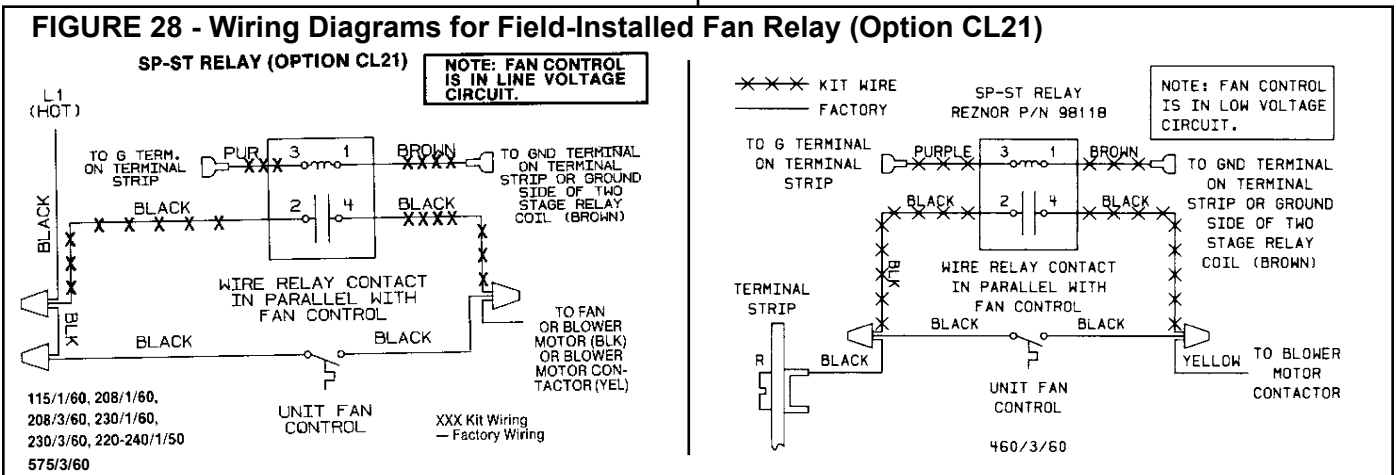 FIGURE 28 - Wiring Diagrams for Field-Installed Fan Relay (Option CL21)
SP-ST RELAY (OPTION CL21)
NOTE: FAN CONTROL
IS IN LINE VOLTAGE
CIRCUIT.
L1
(HOT)
TO G TERM.
ON TERMINAL
STRIP
PUR
3
1
BROWN
TO GND TERMINAL
ON TERMINAL
STRIP OR GROUND
SIDE OF TWO
STAGE RELAY
COIL (BROWN)
BLACK
BLACK
2
4
BLACK
WIRE RELAY CONTACT
IN PARALLEL WITH
FAN CONTROL
BLK
BLACK
BLACK
TO FAN
OR BLOWER
MOTOR (BLK)
OR BLOWER
MOTOR CON-
TACTOR (YEL)
UNIT FAN
CONTROL
115/1/60, 208/1/60,
208/3/60, 230/1/60,
230/3/60, 220-240/1/50
575/3/60
XXX Kit Wiring
— Factory Wiring
KIT WIRE
FACTORY
SP-ST RELAY
REZNOR P/N 98118
NOTE: FAN CONTROL
IS IN LOW VOLTAGE
CIRCUIT.
TO G TERMINAL
ON TERMINAL
STRIP
PURPLE
3
1
BROWN
TO GND TERMINAL
ON TERMINAL
STRIP OR GROUND
SIDE OF TWO
STAGE RELAY
COIL (BROWN)
BLACK
2
4
BLACK
BLK
WIRE RELAY CONTACT
IN PARALLEL WITH
FAN CONTROL
TERMINAL
STRIP
BLACK
BLACK
R
BLACK
YELLOW
TO BLOWER
MOTOR
CONTACTOR
UNIT FAN
CONTROL
460/3/60